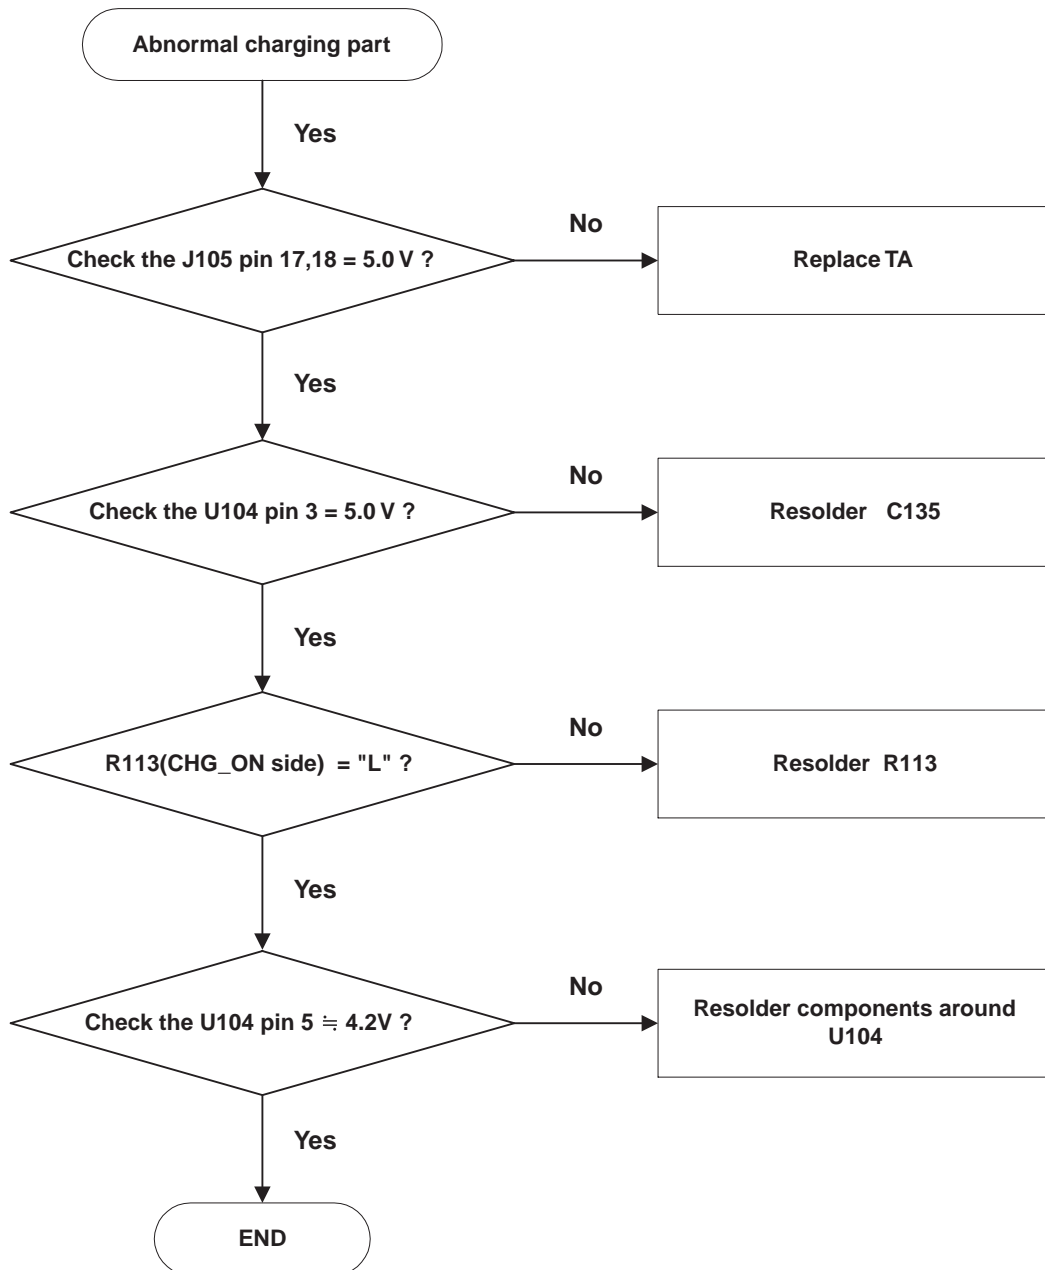 Abnormal charging part
Yes
Check the J105 pin 17,18 = 5.0 V ?
No
Replace TA
Yes
Check the U104 pin 3 = 5.0 V ?
No
Resolder C135
Yes
R113(CHG_ON side) = "L" ?
No
Resolder R113
Yes
Check the U104 pin 5 ≒ 4.2V ?
No
Resolder components around
U104
Yes
END